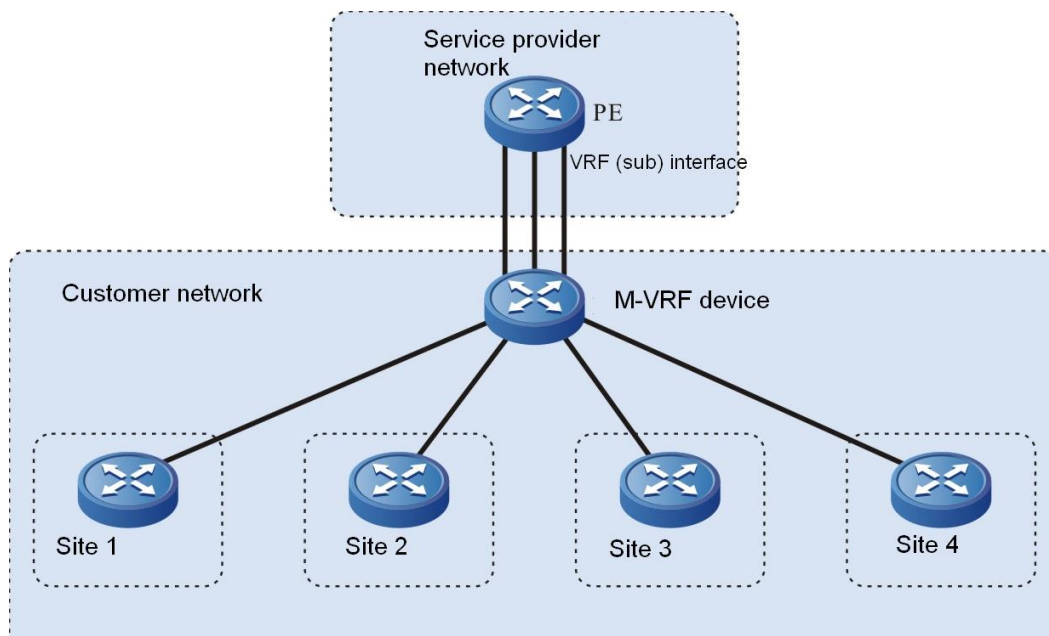 Service provider
network
PE
VRF (sub) interface
Customer network
M-VRF device
Site 1
Site 2
Site 3
Site 4